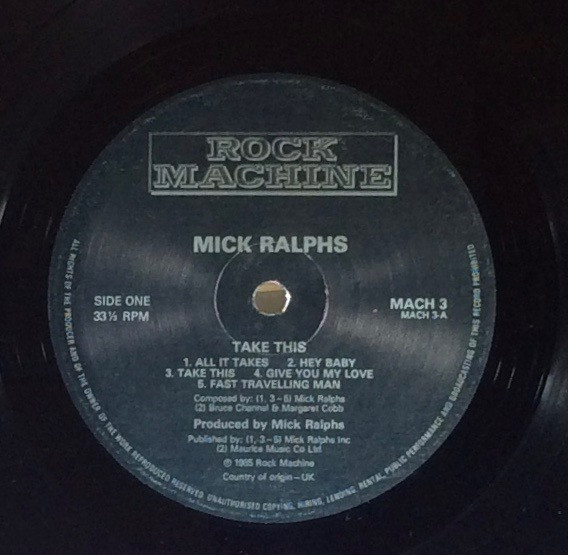 ROCK
MACHINE
MICK RALPHS
SIDE ONE
33⅓ RPM
MACH 3
MACH 3-A
TAKE THIS
1. ALL IT TAKES 2. HEY BABY
3. TAKE THIS 4. GIVE YOU MY LOVE
5. FAST TRAVELLING MAN
Composed by: (1, 3–5) Mick Ralphs
(2) Bruce Channel & Margaret Cobb
Produced by Mick Ralphs
Published by: (1, 3–5) Mick Ralphs Inc
(2) Maurice Music Co Ltd
℗ 1985 Rock Machine
Country of origin – UK
ALL RIGHTS OF THE PRODUCER AND OF THE OWNER OF THE WORK REPRODUCED RESERVED. UNAUTHORISED COPYING, HIRING, LENDING, RENTAL, PUBLIC PERFORMANCE AND BROADCASTING OF THIS RECORD PROHIBITED